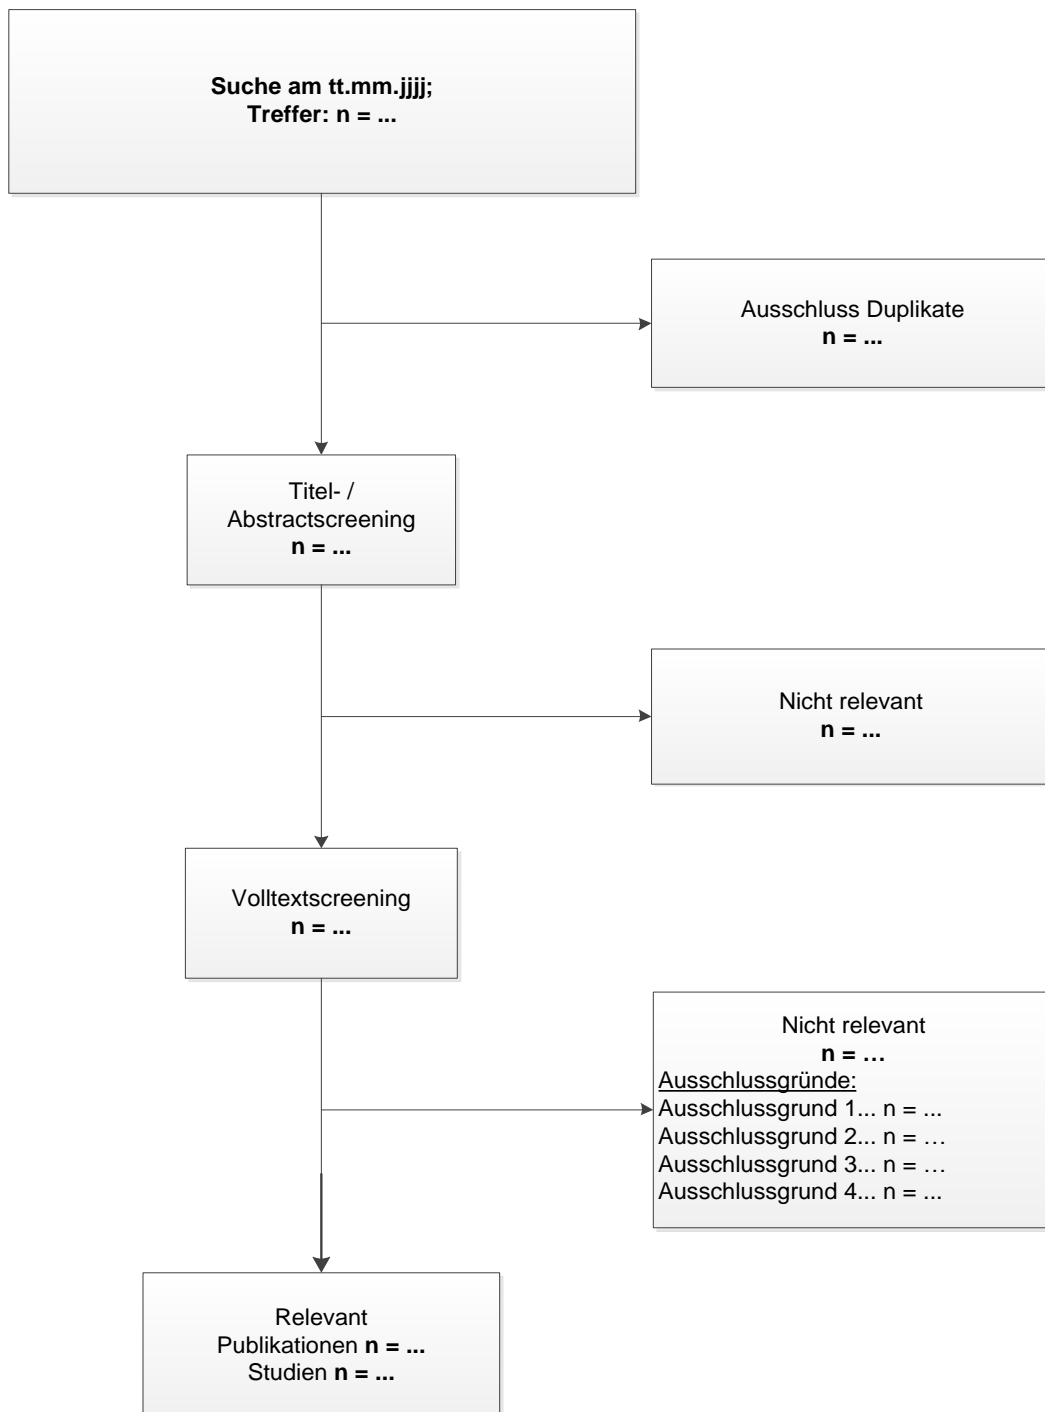 Suche am tt.mm.jjjj;
Treffer: n = ...
Ausschluss Duplikate
n = ...
Titel- /
Abstractscreening
n = ...
Nicht relevant
n = ...
Volltextscreening
n = ...
Nicht relevant
n = …
Ausschlussgründe:
Ausschlussgrund 1... n = ...
Ausschlussgrund 2... n = …
Ausschlussgrund 3... n = …
Ausschlussgrund 4... n = ...
Relevant
Publikationen n = ...
Studien n = ...